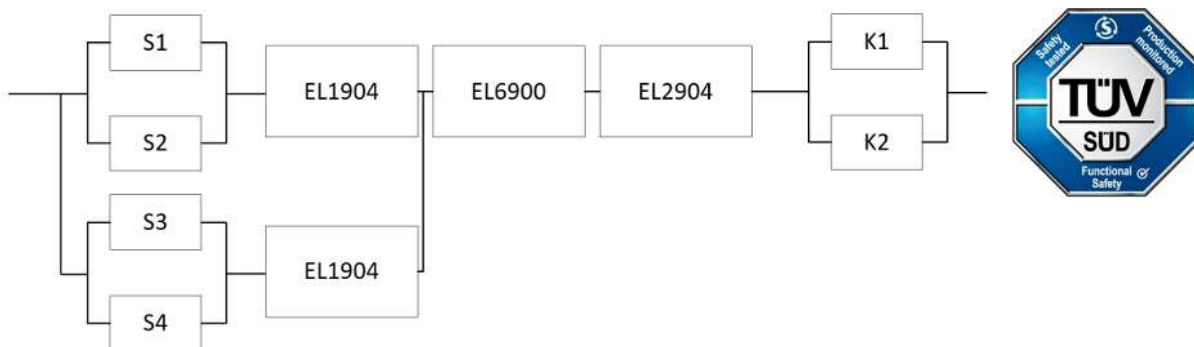 S1
S2
EL1904
EL6900
EL2904
K1
K2
S3
S4
EL1904
Safety tested
Production monitored
TÜV
SÜD
Functional Safety